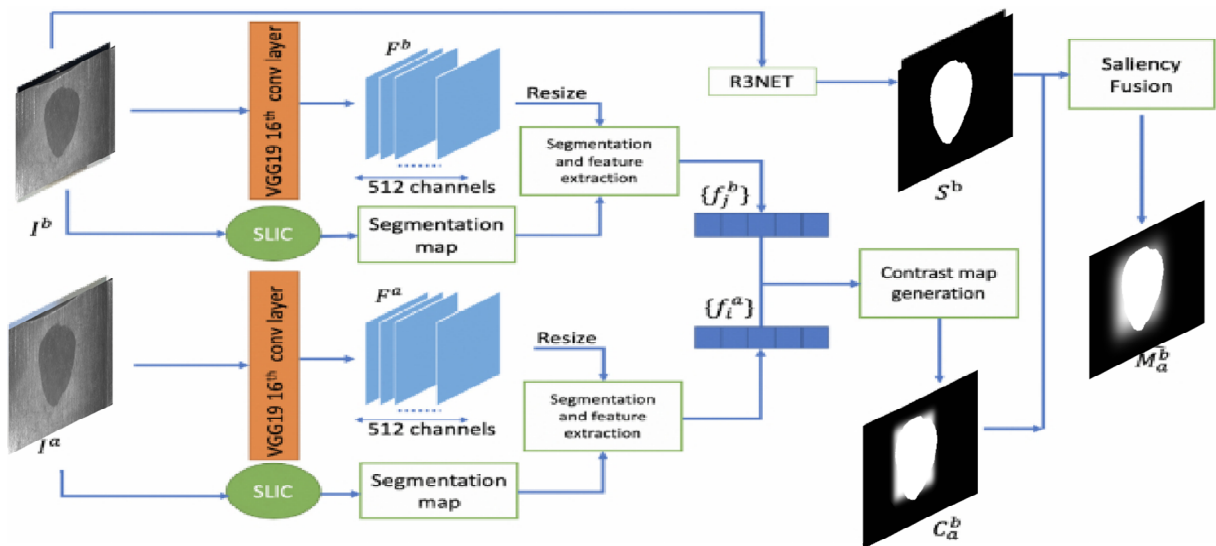 I^b
VGG19 16th conv layer
F^b
512 channels
Resize
SLIC
Segmentation
map
Segmentation
and feature
extraction
R3NET
S^b
Saliency
Fusion
{f_j^b}
{f_i^a}
Contrast map
generation
M_a^b
C_a^b
I^a
VGG19 16th conv layer
F^a
512 channels
Resize
SLIC
Segmentation
map
Segmentation
and feature
extraction